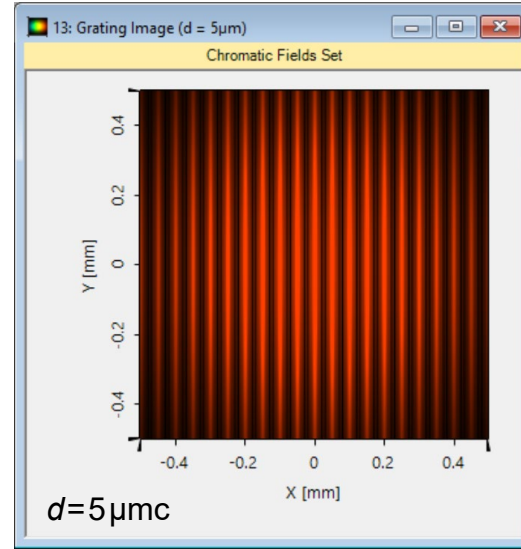 13: Grating Image (d = 5µm)
Chromatic Fields Set
0.4
0.2
0
-0.2
-0.4
Y [mm]
-0.4 -0.2 0 0.2 0.4
X [mm]
d=5µmc